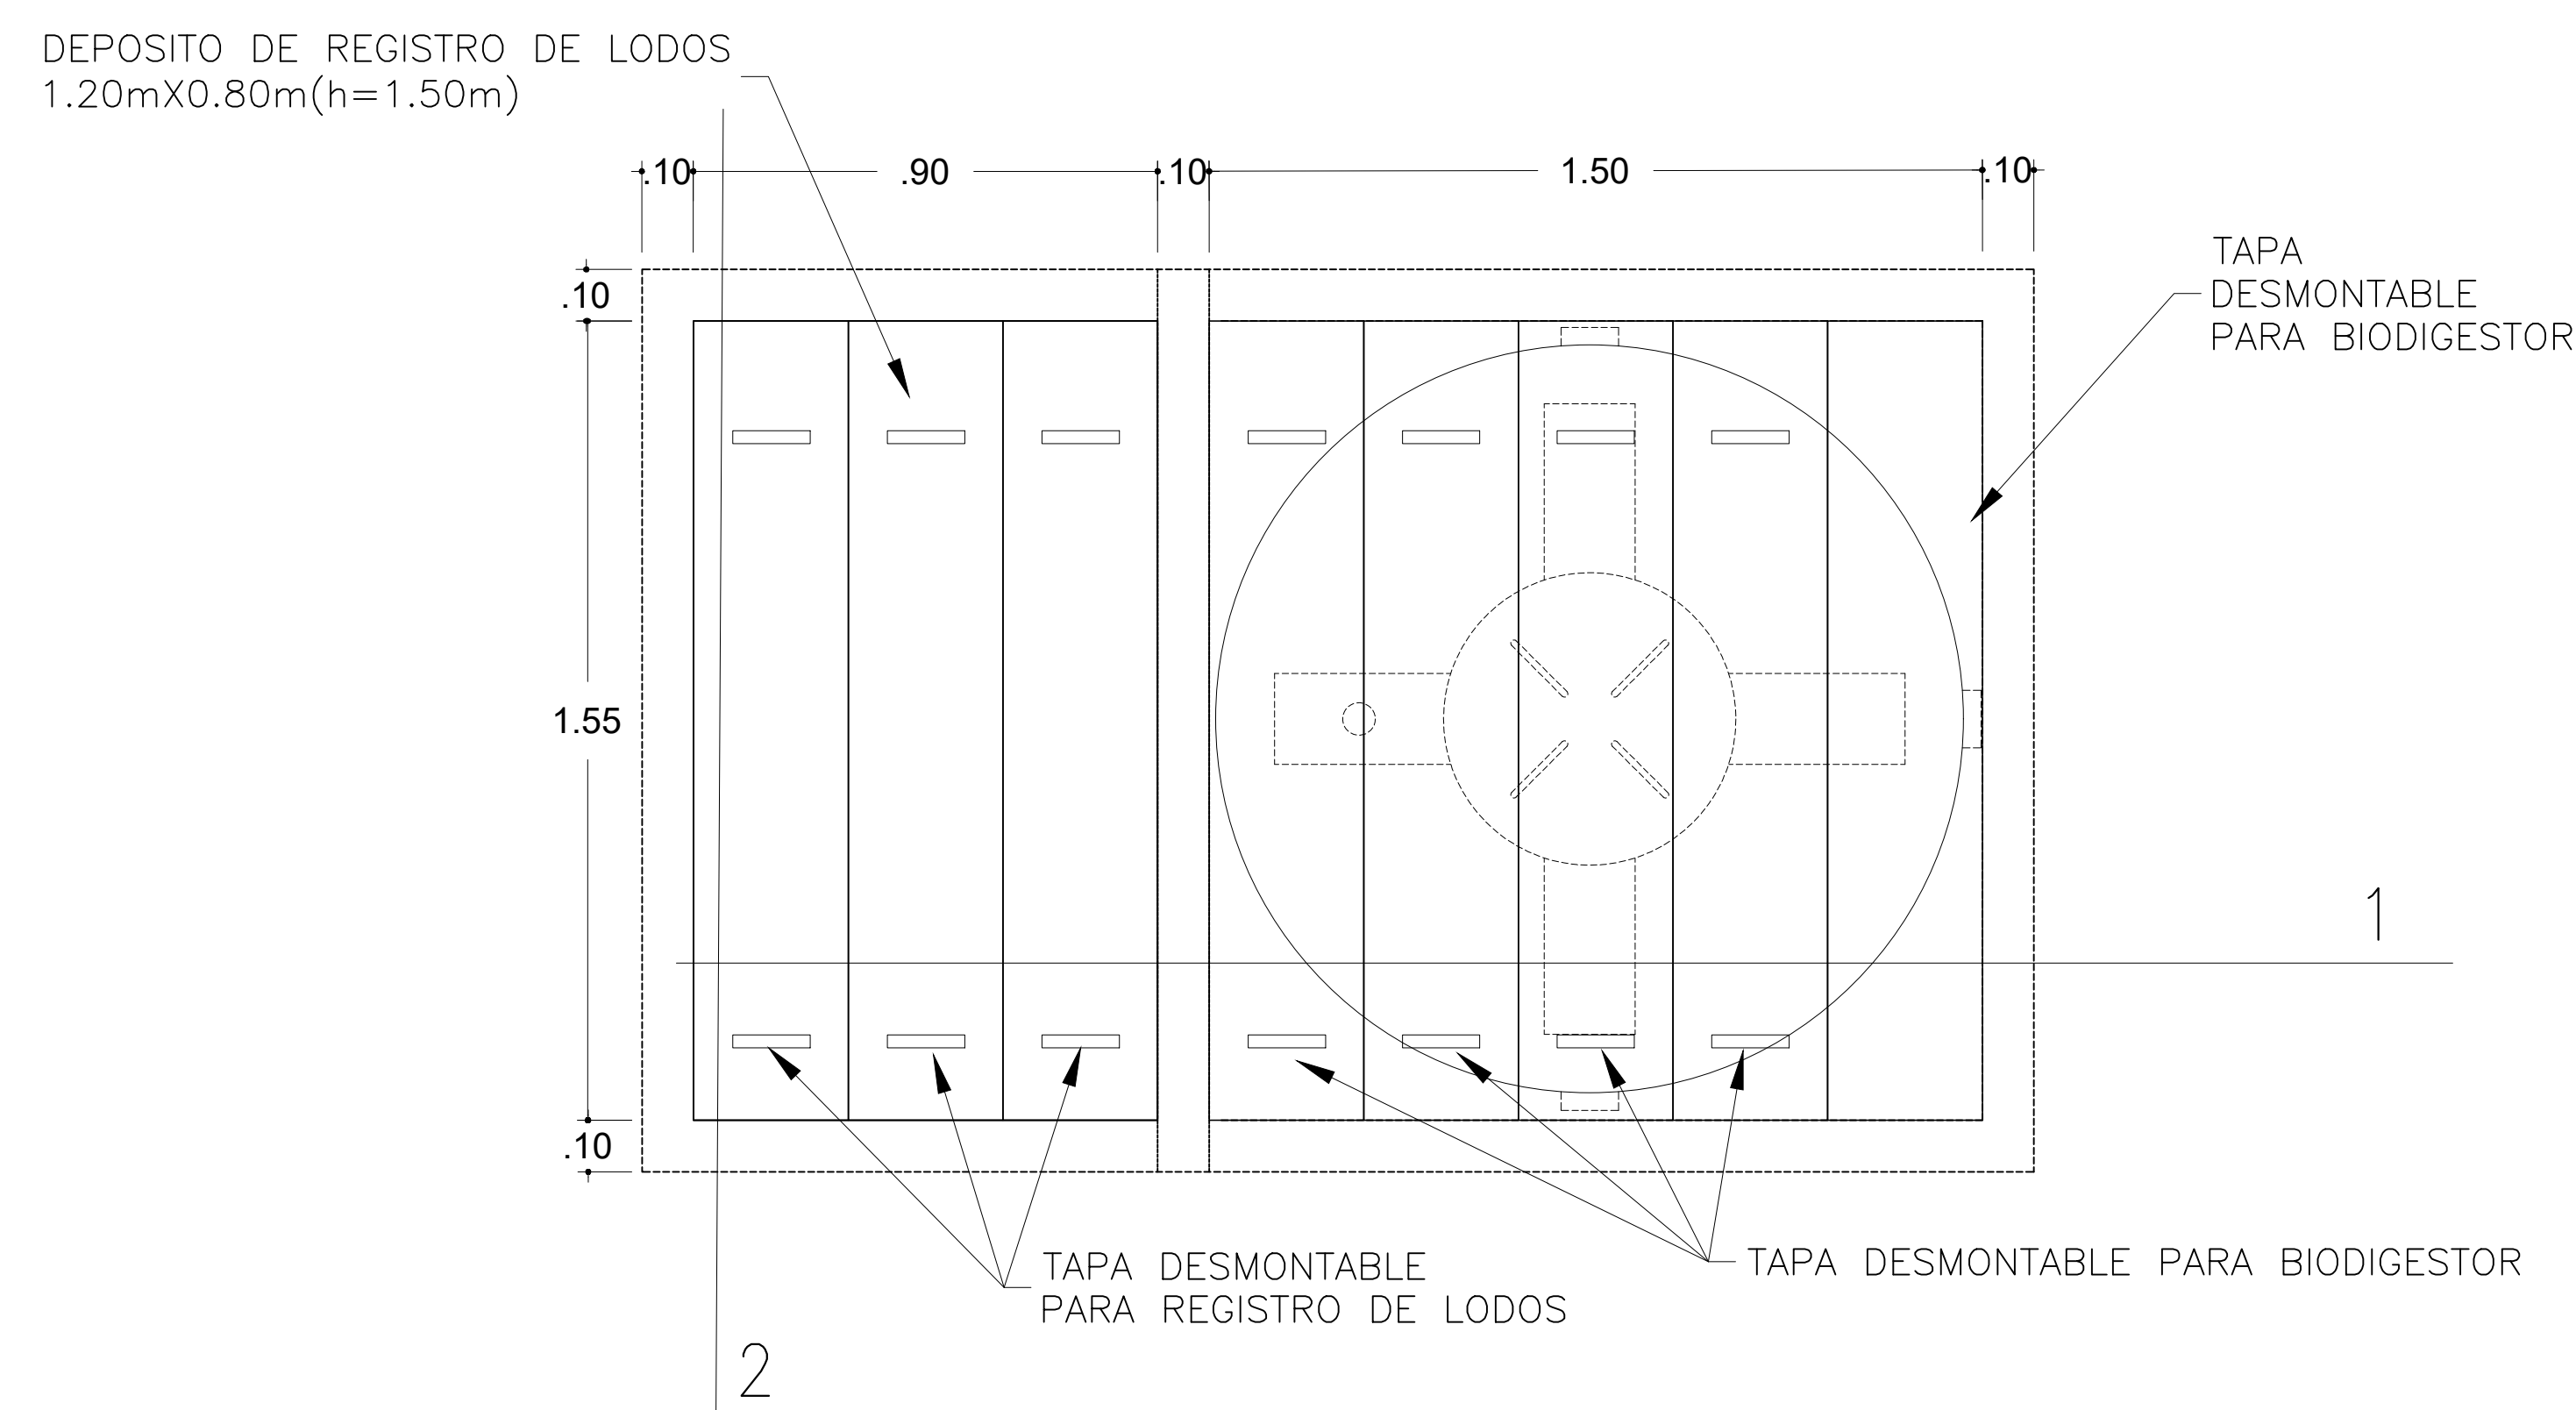 DEPOSITO DE REGISTRO DE LODOS
1.20mX0.80m(h=1.50m)
.10 .90 .10 1.50 .10
TAPA
DESMONTABLE
PARA BIODIGESTOR
.10
1.55
1
.10
TAPA DESMONTABLE
PARA REGISTRO DE LODOS
TAPA DESMONTABLE PARA BIODIGESTOR
2